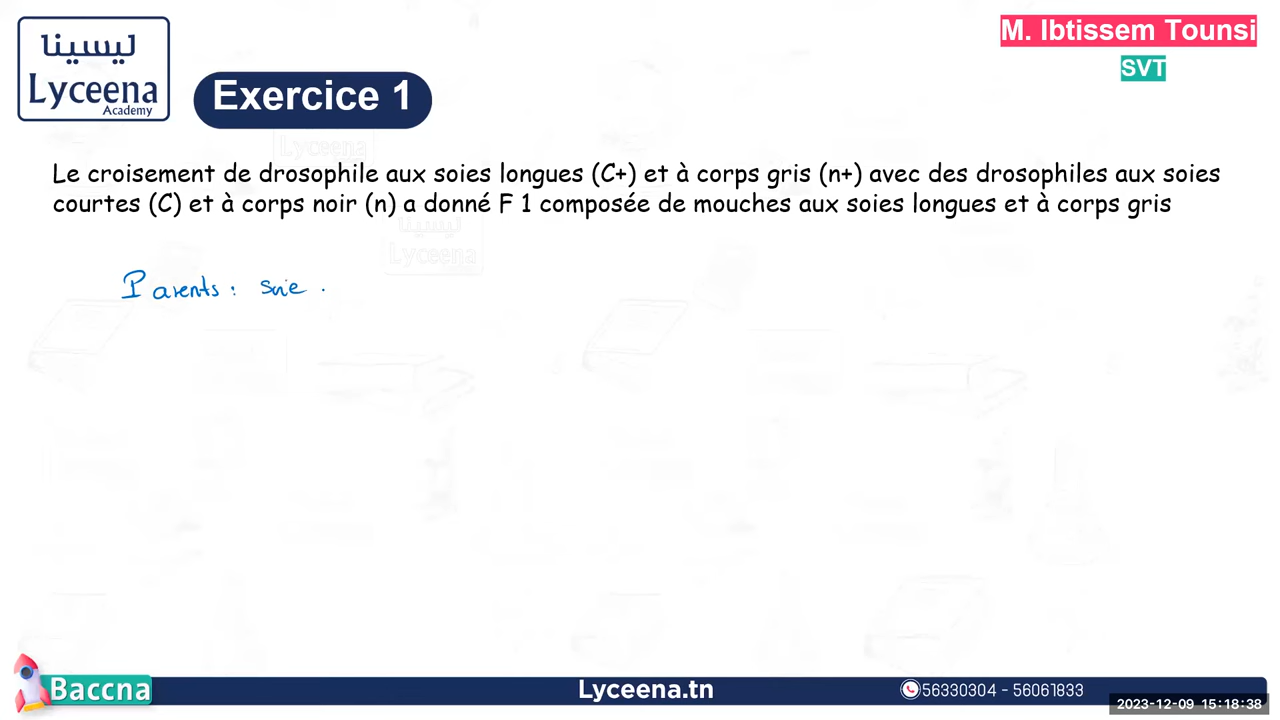 ليسينا
Lyceena
Academy
M. Ibtissem Tounsi
SVT
Exercice 1
Le croisement de drosophile aux soies longues (C+) et à corps gris (n+) avec des drosophiles aux soies
courtes (C) et à corps noir (n) a donné F 1 composée de mouches aux soies longues et à corps gris
Parents : soie .
Baccna
Lyceena.tn
56330304 - 56061833
2023-12-09 15:18:38